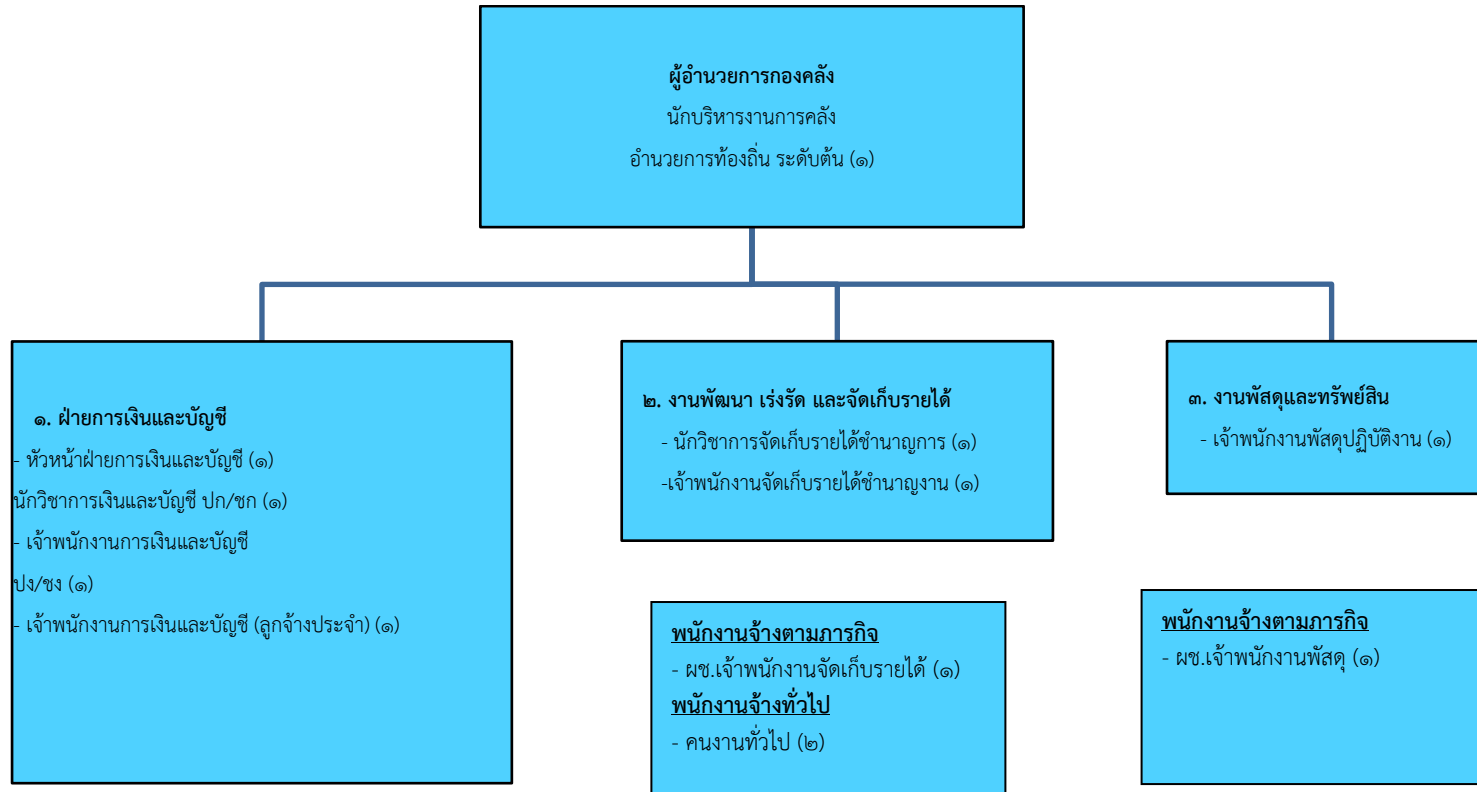 ผู้อำนวยการกองคลัง
นักบริหารงานการคลัง
อำนวยการท้องถิ่น ระดับต้น (๑)
๑. ฝ่ายการเงินและบัญชี
- หัวหน้าฝ่ายการเงินและบัญชี (๑)
นักวิชาการเงินและบัญชี ปก/ชก (๑)
- เจ้าพนักงานการเงินและบัญชี
ปง/ชง (๑)
- เจ้าพนักงานการเงินและบัญชี (ลูกจ้างประจำ) (๑)
๒. งานพัฒนา เร่งรัด และจัดเก็บรายได้
- นักวิชาการจัดเก็บรายได้ชำนาญการ (๑)
-เจ้าพนักงานจัดเก็บรายได้ชำนาญงาน (๑)
พนักงานจ้างตามภารกิจ
- ผช.เจ้าพนักงานจัดเก็บรายได้ (๑)
พนักงานจ้างทั่วไป
- คนงานทั่วไป (๒)
๓. งานพัสดุและทรัพย์สิน
- เจ้าพนักงานพัสดุปฏิบัติงาน (๑)
พนักงานจ้างตามภารกิจ
- ผช.เจ้าพนักงานพัสดุ (๑)